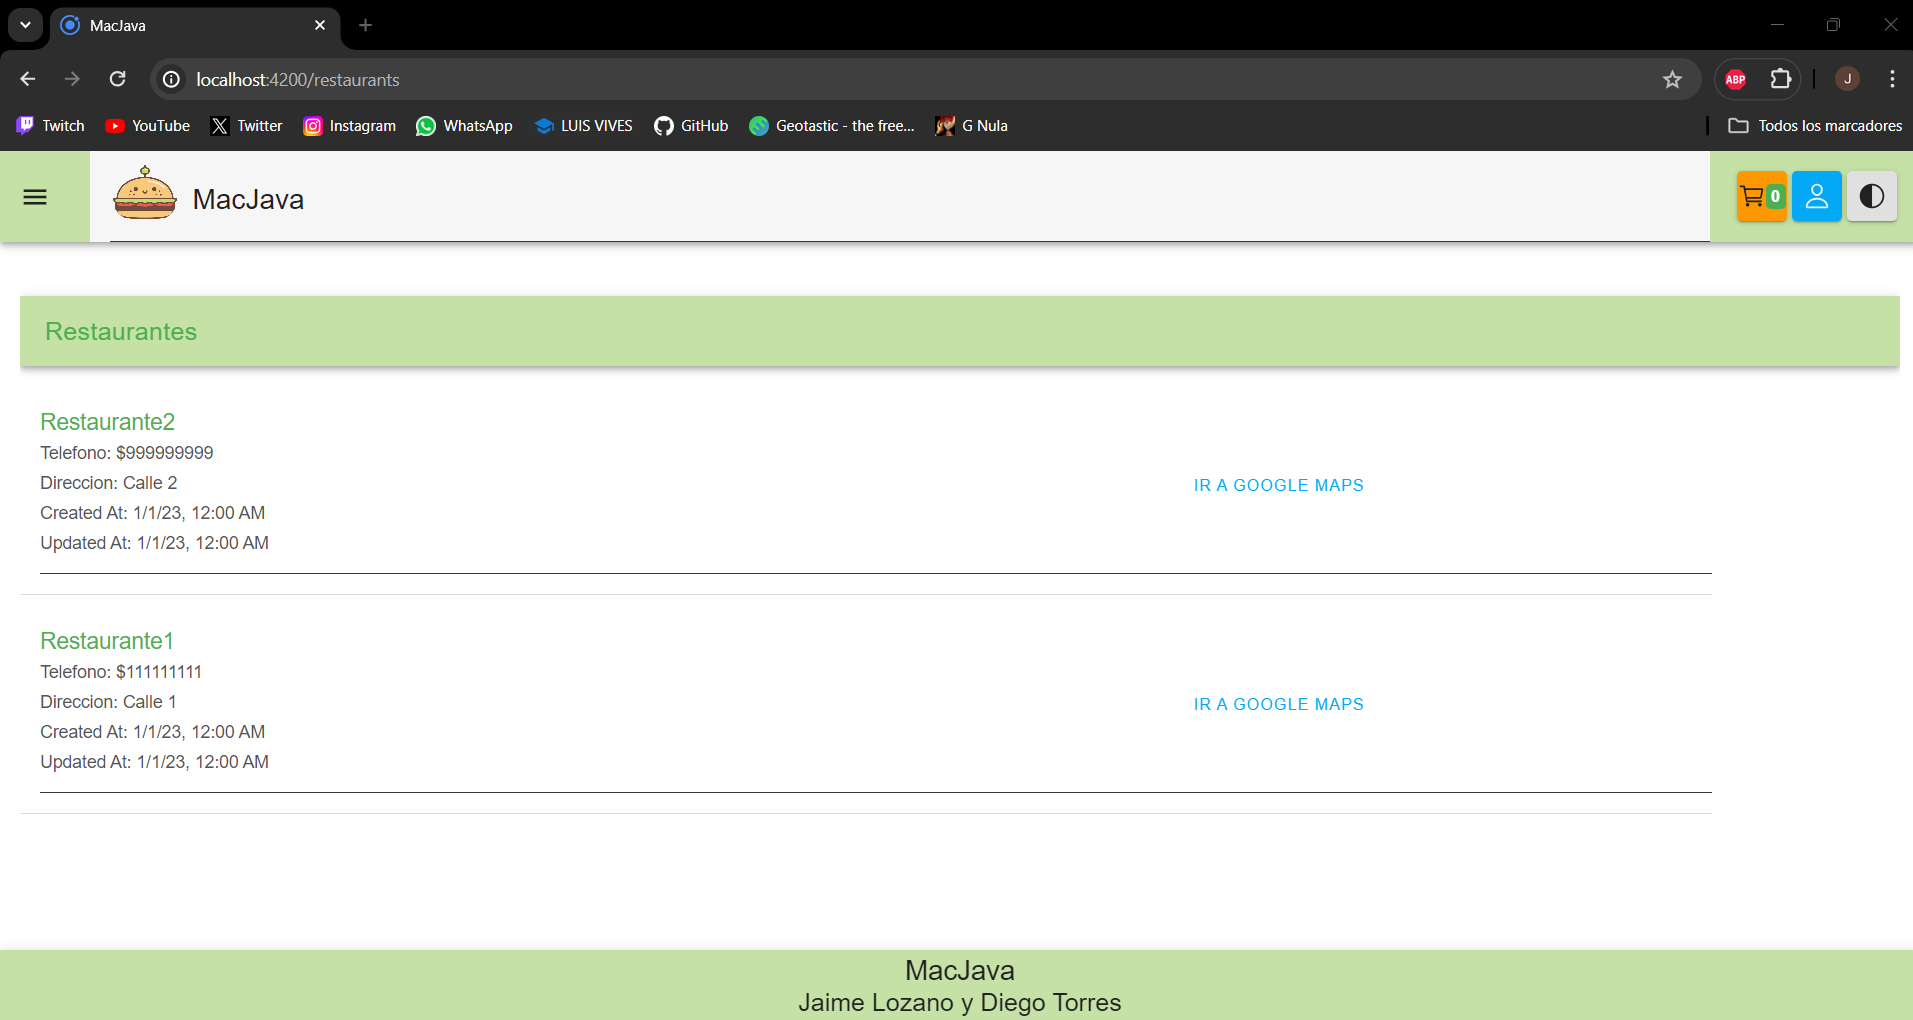 MacJava
localhost:4200/restaurants
ABP
J
Twitch YouTube Twitter Instagram WhatsApp LUIS VIVES GitHub Geotastic - the free... G Nula Todos los marcadores
MacJava
0
Restaurantes
Restaurante2
Telefono: $999999999
Direccion: Calle 2
IR A GOOGLE MAPS
Created At: 1/1/23, 12:00 AM
Updated At: 1/1/23, 12:00 AM
Restaurante1
Telefono: $111111111
Direccion: Calle 1
IR A GOOGLE MAPS
Created At: 1/1/23, 12:00 AM
Updated At: 1/1/23, 12:00 AM
MacJava
Jaime Lozano y Diego Torres